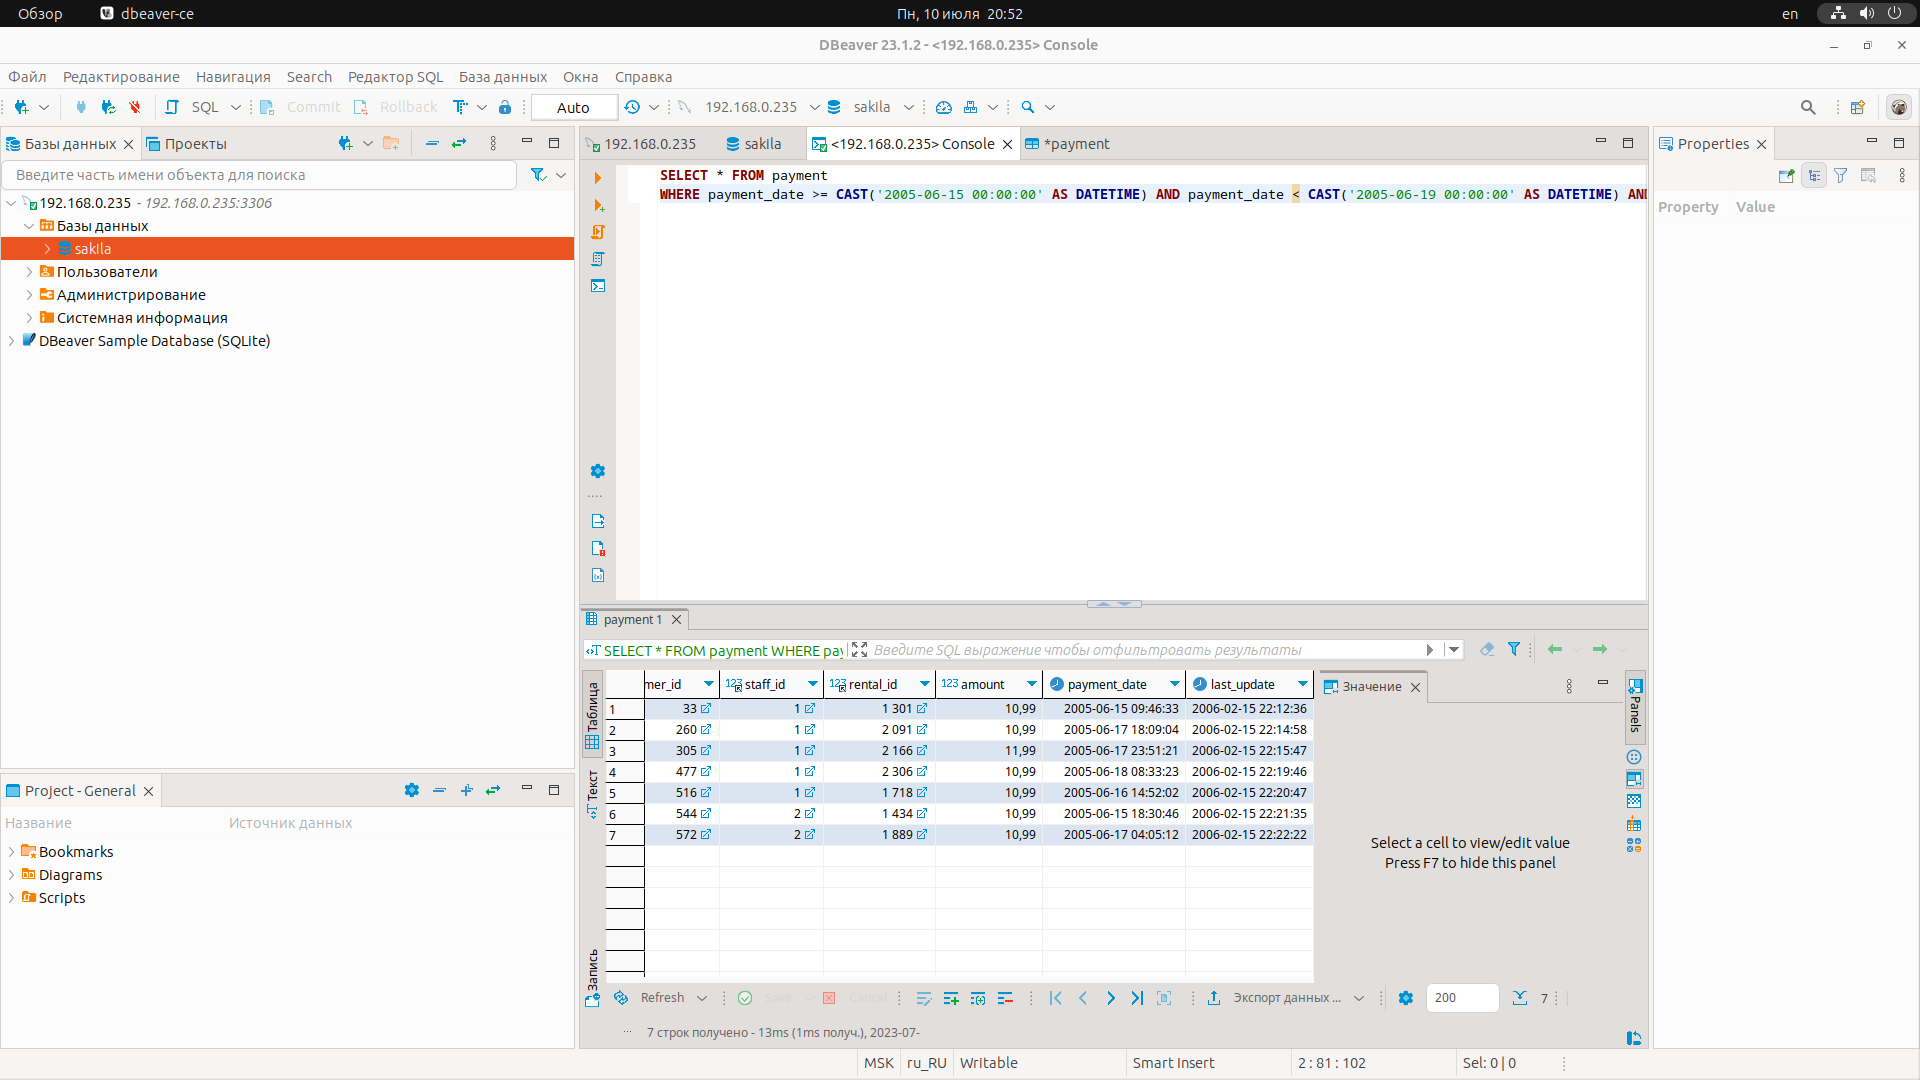 Обзор dbeaver-ce Пн, 10 июля 20:52 en
DBeaver 23.1.2 - <192.168.0.235> Console
Файл Редактирование Навигация Search Редактор SQL База данных Окна Справка
SQL Commit Rollback Auto 192.168.0.235 sakila
Базы данных Проекты
Введите часть имени объекта для поиска
192.168.0.235 - 192.168.0.235:3306
Базы данных
sakila
Пользователи
Администрирование
Системная информация
DBeaver Sample Database (SQLite)
Project - General
Название Источник данных
Bookmarks
Diagrams
Scripts
192.168.0.235 sakila <192.168.0.235> Console *payment
SELECT * FROM payment
WHERE payment_date >= CAST('2005-06-15 00:00:00' AS DATETIME) AND payment_date < CAST('2005-06-19 00:00:00' AS DATETIME) AND
payment 1
SELECT * FROM payment WHERE pay Введите SQL выражение чтобы отфильтровать результаты
Таблица
Текст
Запись
mer_id staff_id rental_id amount payment_date last_update
1 33 1 1 301 10,99 2005-06-15 09:46:33 2006-02-15 22:12:36
2 260 1 2 091 10,99 2005-06-17 18:09:04 2006-02-15 22:14:58
3 305 1 2 166 11,99 2005-06-17 23:51:21 2006-02-15 22:15:47
4 477 1 2 306 10,99 2005-06-18 08:33:23 2006-02-15 22:19:46
5 516 1 1 718 10,99 2005-06-16 14:52:02 2006-02-15 22:20:47
6 544 2 1 434 10,99 2005-06-15 18:30:46 2006-02-15 22:21:35
7 572 2 1 889 10,99 2005-06-17 04:05:12 2006-02-15 22:22:22
Значение
Select a cell to view/edit value
Press F7 to hide this panel
Panels
Refresh Save Cancel Экспорт данных ... 200 7
... 7 строк получено - 13ms (1ms получ.), 2023-07-
Properties
Property Value
MSK ru_RU Writable Smart Insert 2 : 81 : 102 Sel: 0 | 0